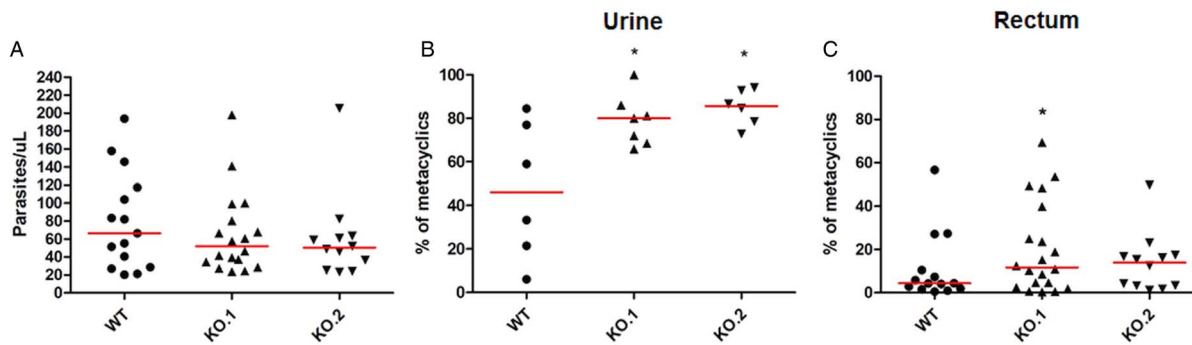 Urine
Rectum
A
240
220
200
180
160
140
120
100
80
60
40
20
0
Parasites/uL
WT
KO.1
KO.2
B
100
80
60
40
20
0
% of metacyclics
*
*
WT
KO.1
KO.2
C
100
80
60
40
20
0
% of metacyclics
*
WT
KO.1
KO.2